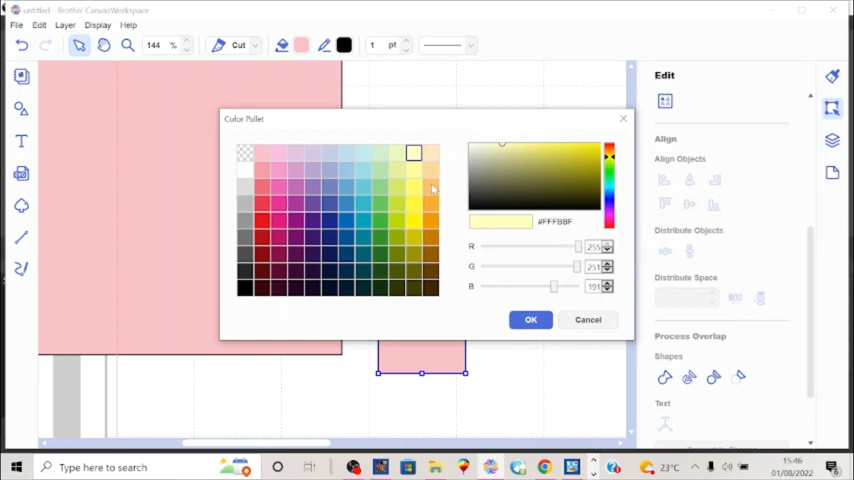 untitled - Brother CanvasWorkspace
File Edit Layer Display Help
144 % Cut 1 pt
Edit
Color Pallet
Align
Align Objects
#FFFBBF
Distribute Objects
R 255
G 251
Distribute Space
B 191
OK Cancel
Process Overlap
Shapes
Text
Type here to search
23°C
15.46
01/08/2022
6